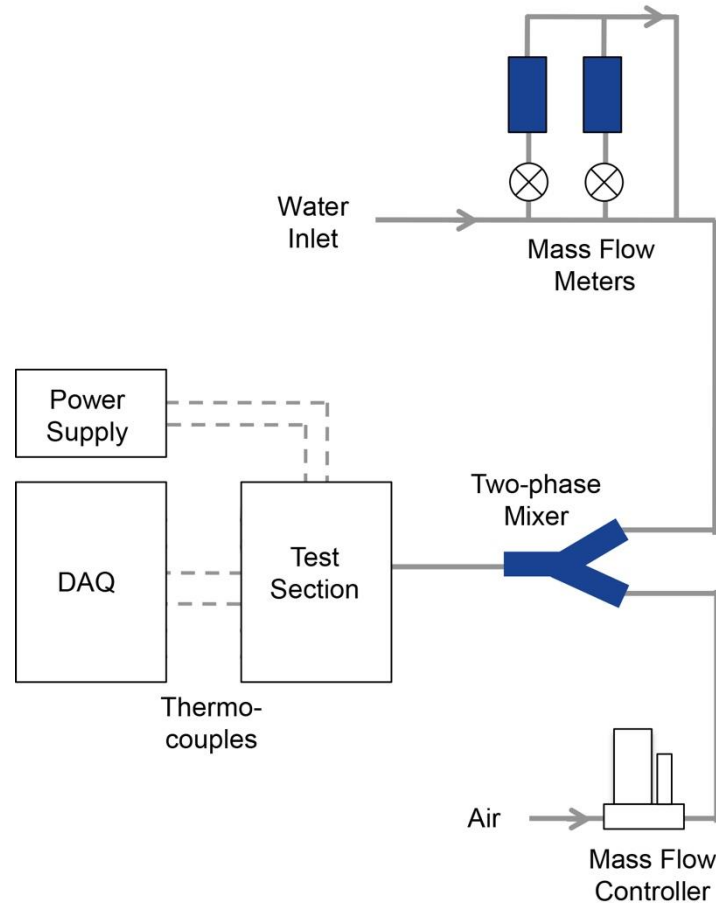 Water
Inlet
Mass Flow
Meters
Power
Supply
Two-phase
Mixer
DAQ
Test
Section
Thermo-
couples
Air
Mass Flow
Controller